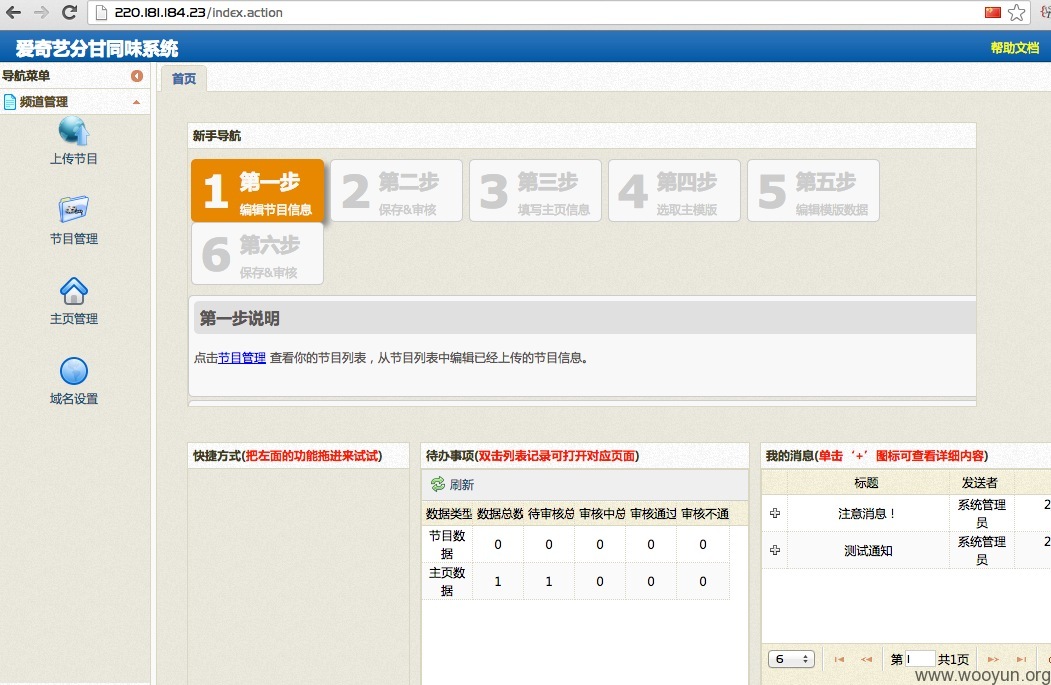 220.181.184.23/index.action
爱奇艺分甘同味系统
帮助文档
导航菜单
首页
频道管理
上传节目
节目管理
主页管理
域名设置
新手导航
1 第一步 编辑节目信息
2 第二步 保存&审核
3 第三步 填写主页信息
4 第四步 选取主模版
5 第五步 编辑模版数据
6 第六步 保存&审核
第一步说明
点击节目管理 查看你的节目列表，从节目列表中编辑已经上传的节目信息。
快捷方式(把左面的功能拖进来试试)
待办事项(双击列表记录可打开对应页面)
刷新
数据类型 数据总数 待审核总 审核中总 审核通过 审核不通
节目数据 0 0 0 0 0
主页数据 1 1 0 0 0
我的消息(单击‘+’图标可查看详细内容)
标题 发送者
注意消息！ 系统管理员 2
测试通知 系统管理员 2
6 第 1 共1页
www.wooyun.org